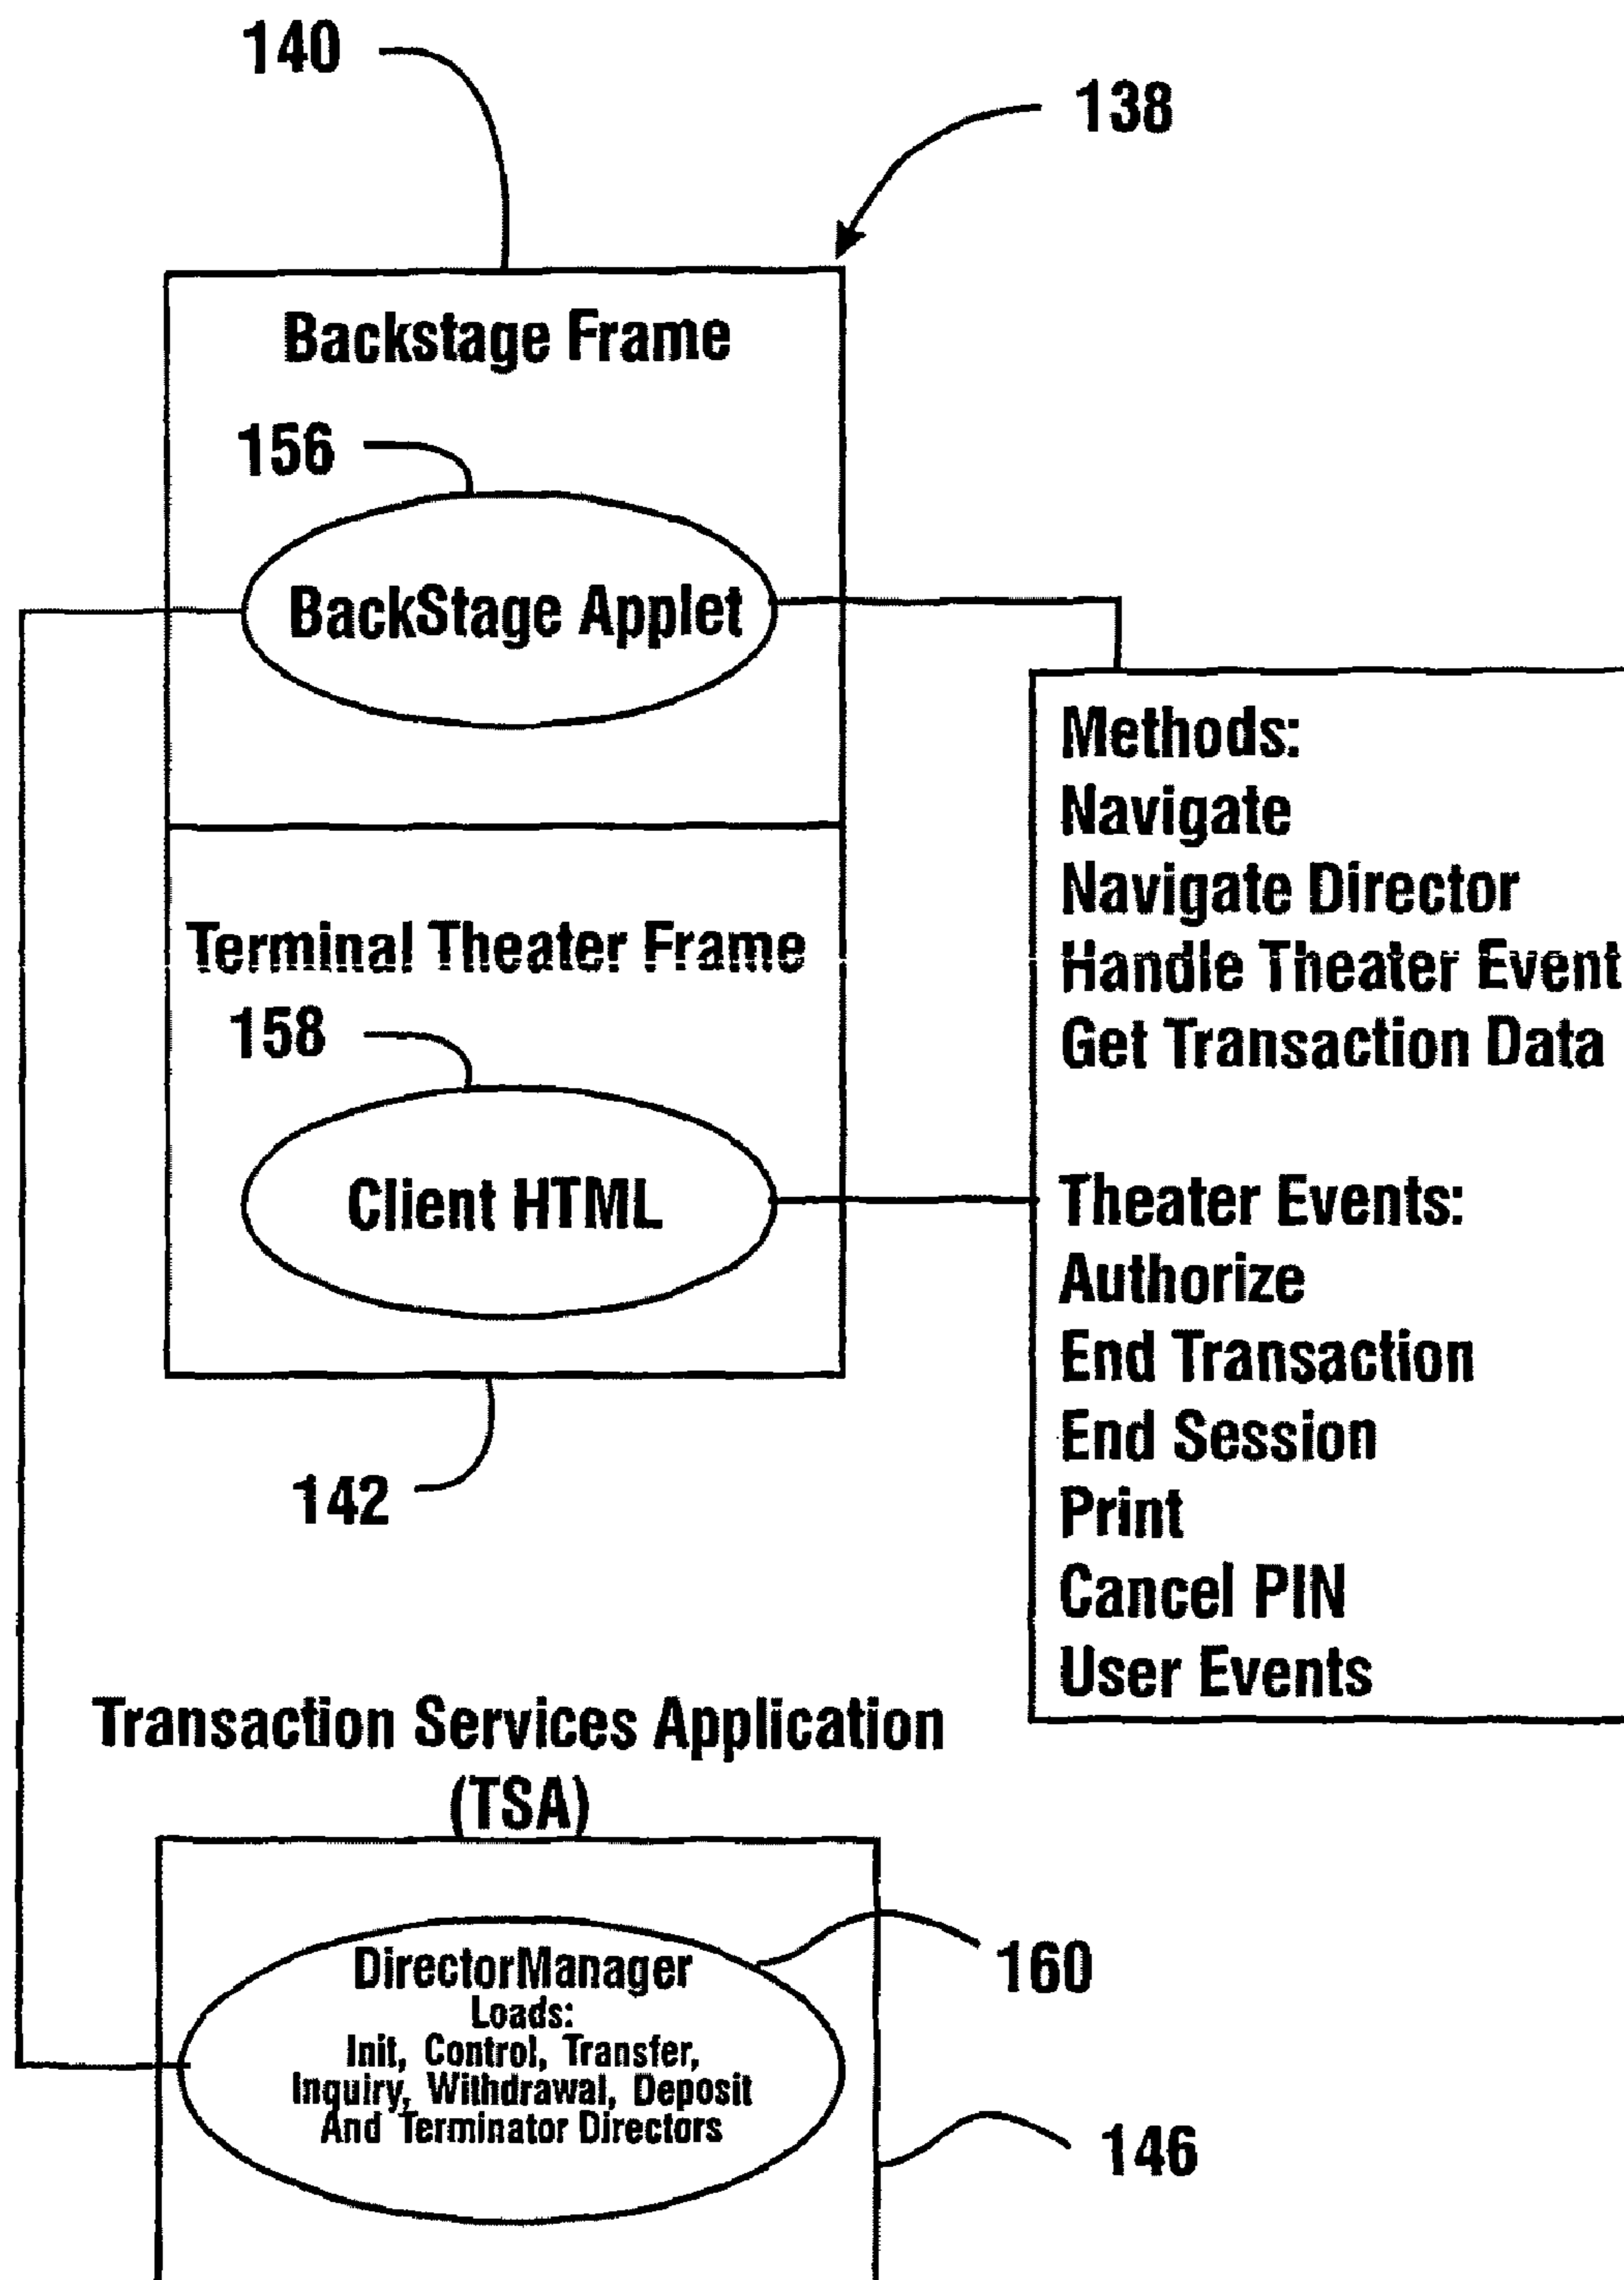 140
138
Backstage Frame
156
BackStage Applet
Terminal Theater Frame
158
Client HTML
142
Methods:
Navigate
Navigate Director
Handle Theater Event
Get Transaction Data
Theater Events:
Authorize
End Transaction
End Session
Print
Cancel PIN
User Events
Transaction Services Application
(TSA)
DirectorManager
Loads:
Init, Control, Transfer,
Inquiry, Withdrawal, Deposit
And Terminator Directors
160
146